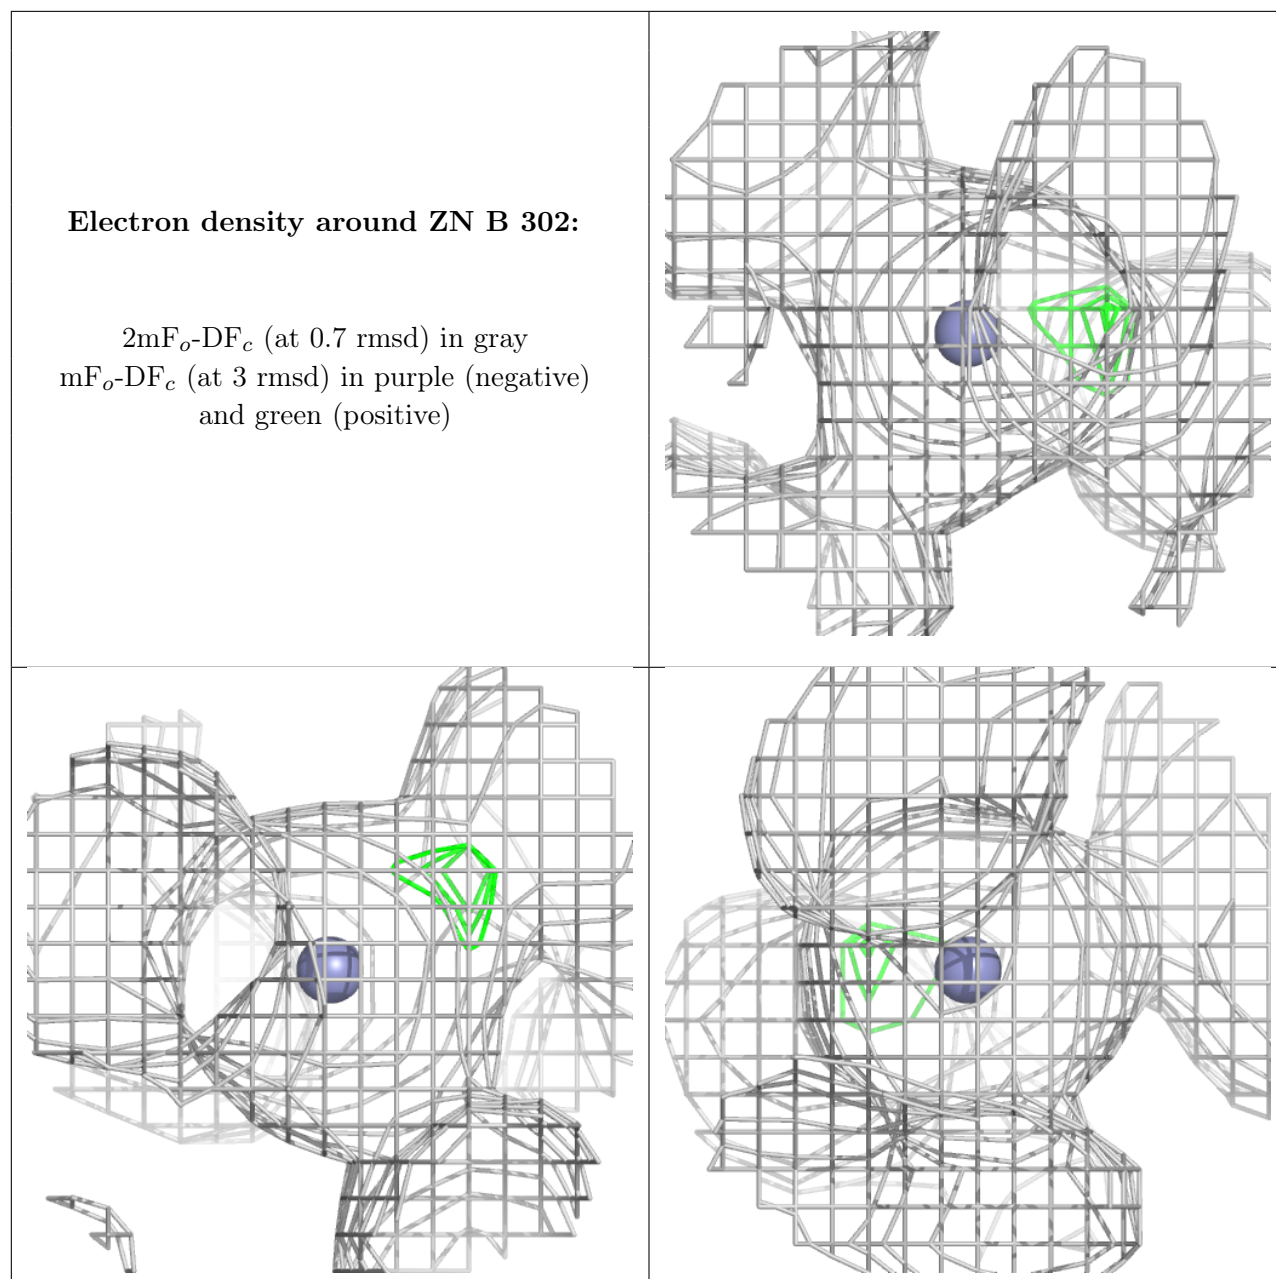 Electron density around ZN B 302:
2mFo-DFc (at 0.7 rmsd) in gray
mFo-DFc (at 3 rmsd) in purple (negative)
and green (positive)